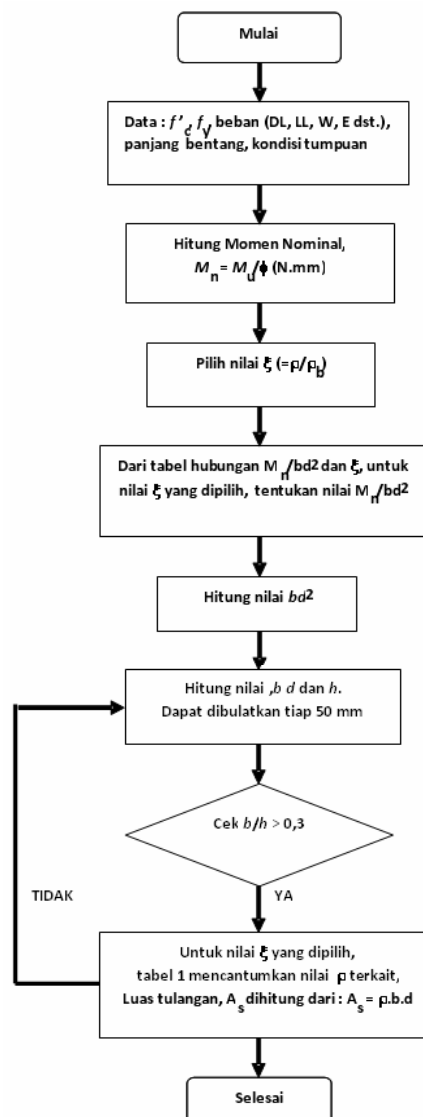 Mulai
Data : f'c, fy, beban (DL, LL, W, E dst.),
panjang bentang, kondisi tumpuan
Hitung Momen Nominal,
Mn = Mu/ϕ (N.mm)
Pilih nilai ξ (=ρ/ρb)
Dari tabel hubungan Mn/bd2 dan ξ, untuk
nilai ξ yang dipilih, tentukan nilai Mn/bd2
Hitung nilai bd2
Hitung nilai ,b d dan h.
Dapat dibulatkan tiap 50 mm
Cek b/h > 0,3
TIDAK
YA
Untuk nilai ξ yang dipilih,
tabel 1 mencantumkan nilai ρ terkait,
Luas tulangan, As dihitung dari : As = ρ.b.d
Selesai